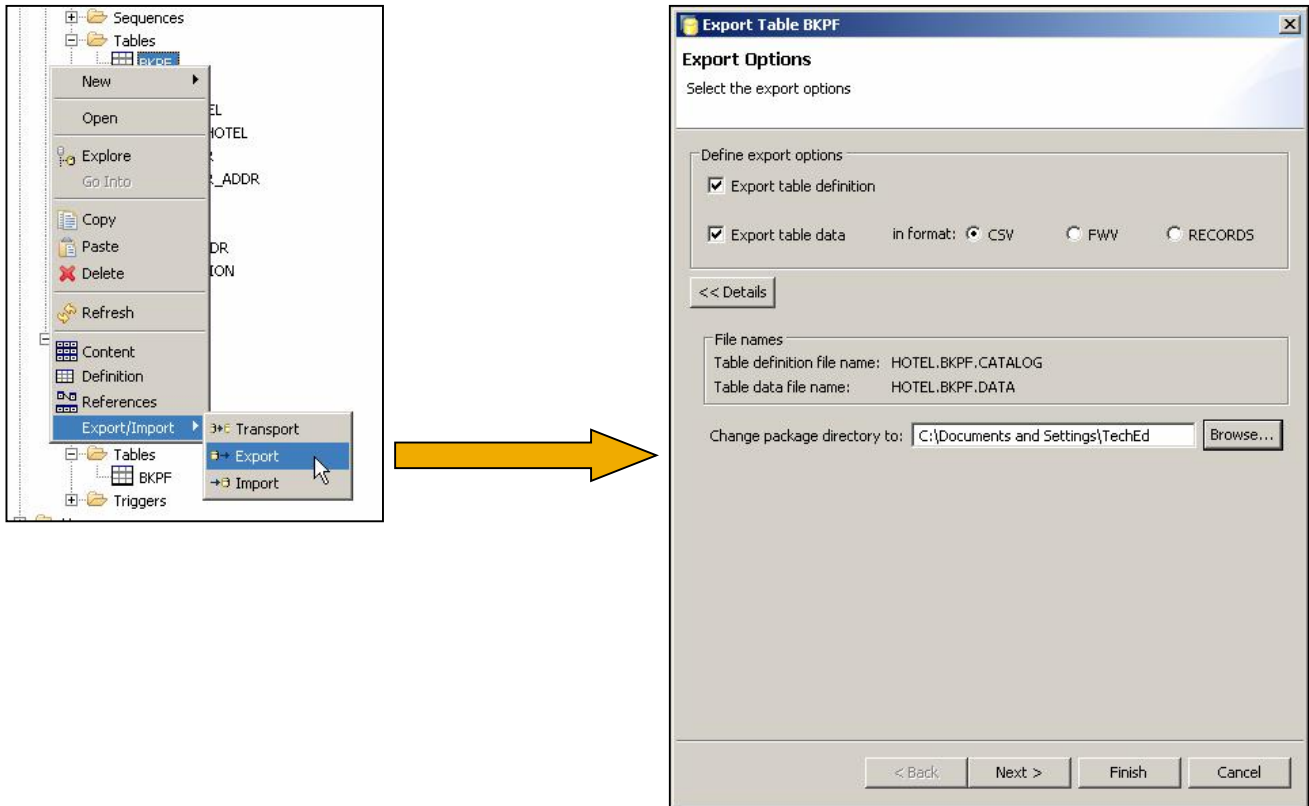 Sequences
Tables
BKPF
New
Open
Explore
Go Into
Copy
Paste
Delete
Refresh
Content
Definition
References
Export/Import
EL
HOTEL
R
R_ADDR
DR
ION
Transport
Export
Import
Tables
BKPF
Triggers
Export Table BKPF
Export Options
Select the export options
Define export options
Export table definition
Export table data in format: CSV FWV RECORDS
<< Details
File names
Table definition file name: HOTEL.BKPF.CATALOG
Table data file name: HOTEL.BKPF.DATA
Change package directory to: C:\Documents and Settings\TechEd Browse...
< Back Next > Finish Cancel